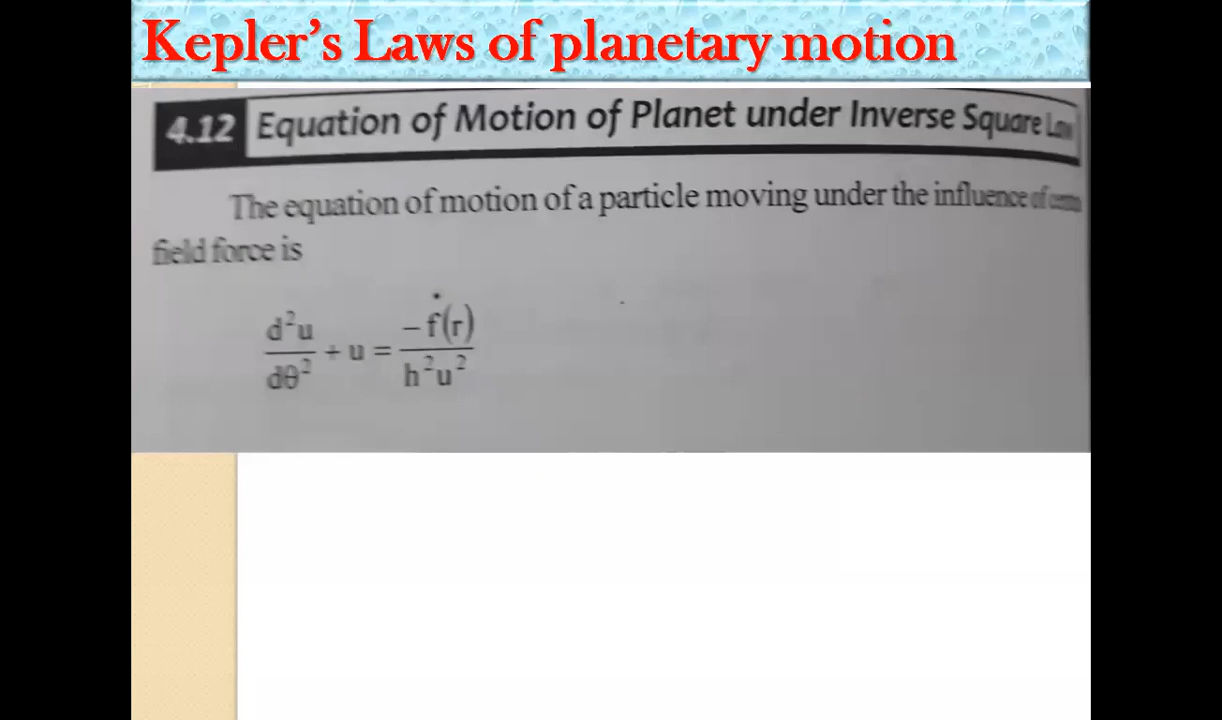 Kepler's Laws of planetary motion
4.12 Equation of Motion of Planet under Inverse Square Law
The equation of motion of a particle moving under the influence of
field force is
d²u/dθ² + u = −f(r)/h²u²